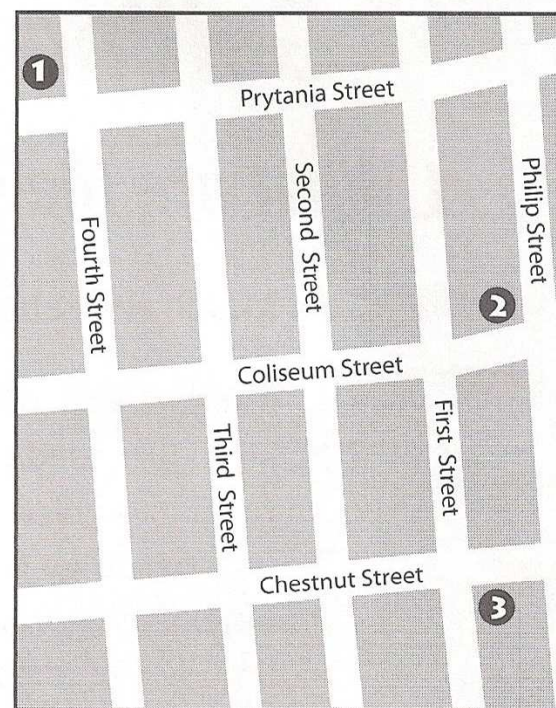 1
Prytania Street
Second Street
Philip Street
Fourth Street
2
Coliseum Street
Third Street
First Street
Chestnut Street
3